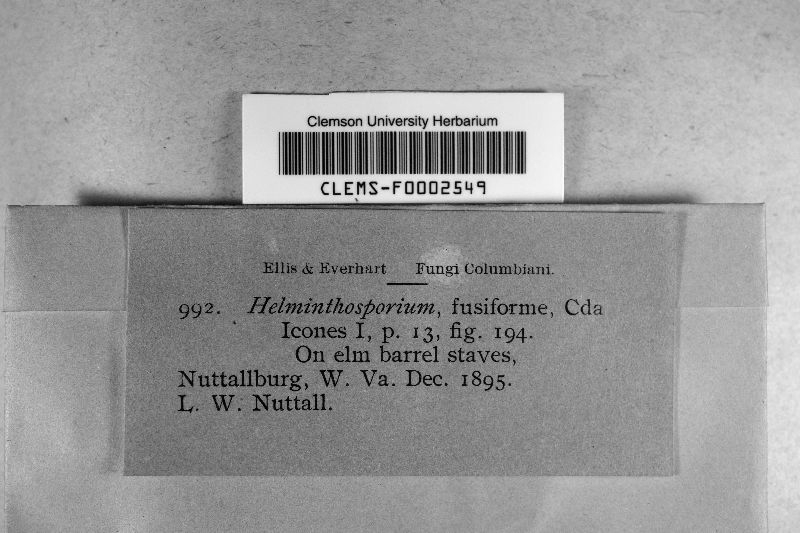 Clemson University Herbarium
CLEMS-F0002549
Ellis & Everhart Fungi Columbiani.
992. Helminthosporium, fusiforme, Cda
Icones I, p. 13, fig. 194.
On elm barrel staves,
Nuttallburg, W. Va. Dec. 1895.
L. W. Nuttall.